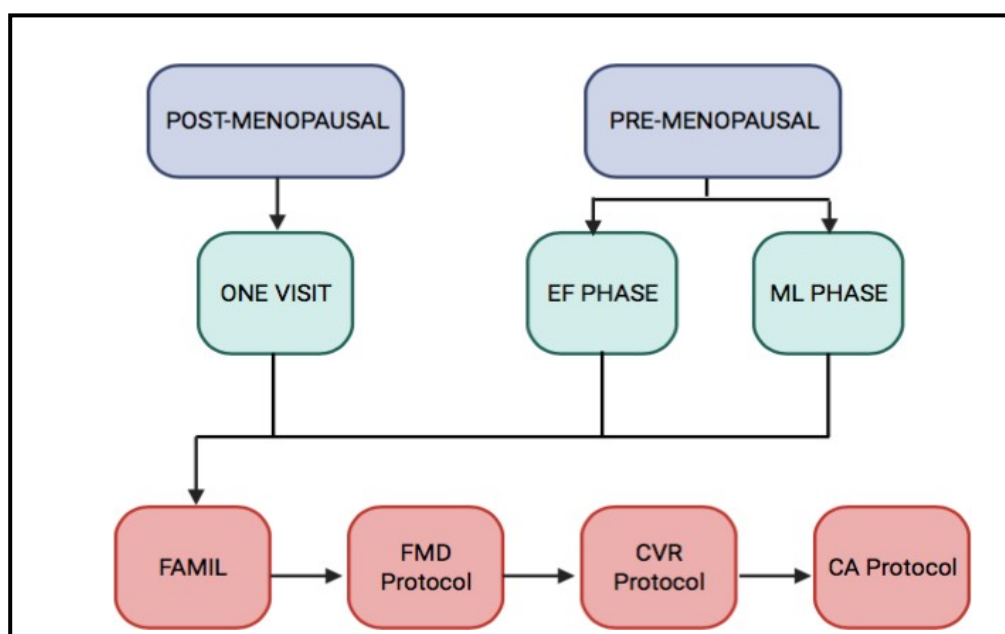 POST-MENOPAUSAL
PRE-MENOPAUSAL
ONE VISIT
EF PHASE
ML PHASE
FAMIL
FMD
Protocol
CVR
Protocol
CA Protocol